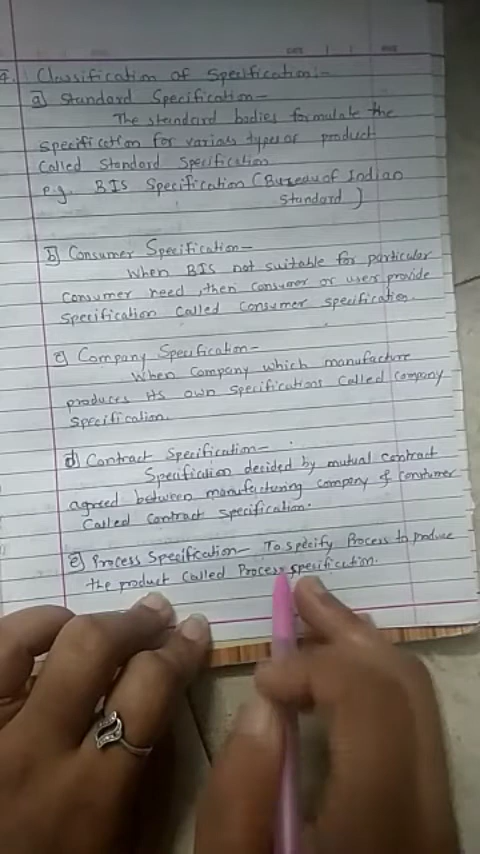 4. Classification of Specification:-
a) Standard Specification-
The standard bodies formulate the
specification for various types of product
called Standard Specification
e.g. BIS Specification (Bureau of Indian
Standard)
b) Consumer Specification-
When BIS not suitable for particular
consumer need, then consumer or user provide
specification called consumer specification.
c) Company Specification-
When Company which manufacture
produces its own specifications called company
specification.
d) Contract Specification-
Specification decided by mutual contract
agreed between manufacturing company & consumer
called contract specification.
e) Process Specification- To specify Process to produce
the product called Process specification.